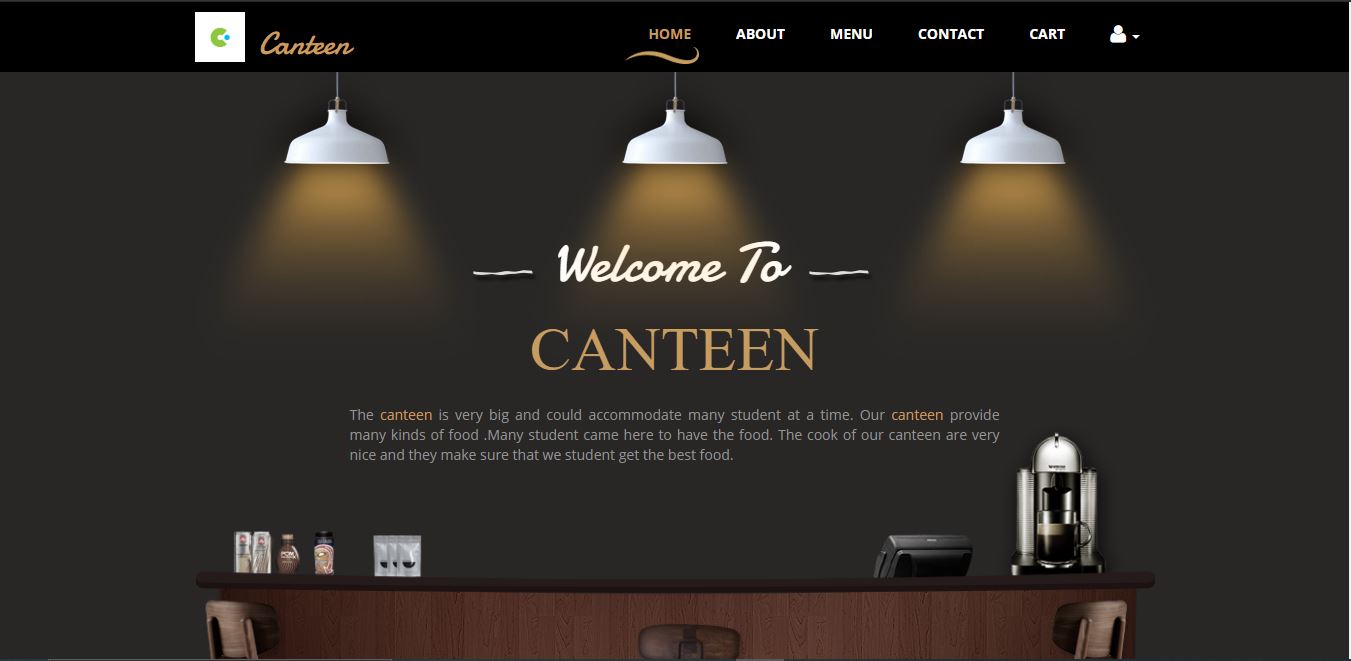 Canteen
HOME ABOUT MENU CONTACT CART
Welcome To
CANTEEN
The canteen is very big and could accommodate many student at a time. Our canteen provide
many kinds of food .Many student came here to have the food. The cook of our canteen are very
nice and they make sure that we student get the best food.
POM